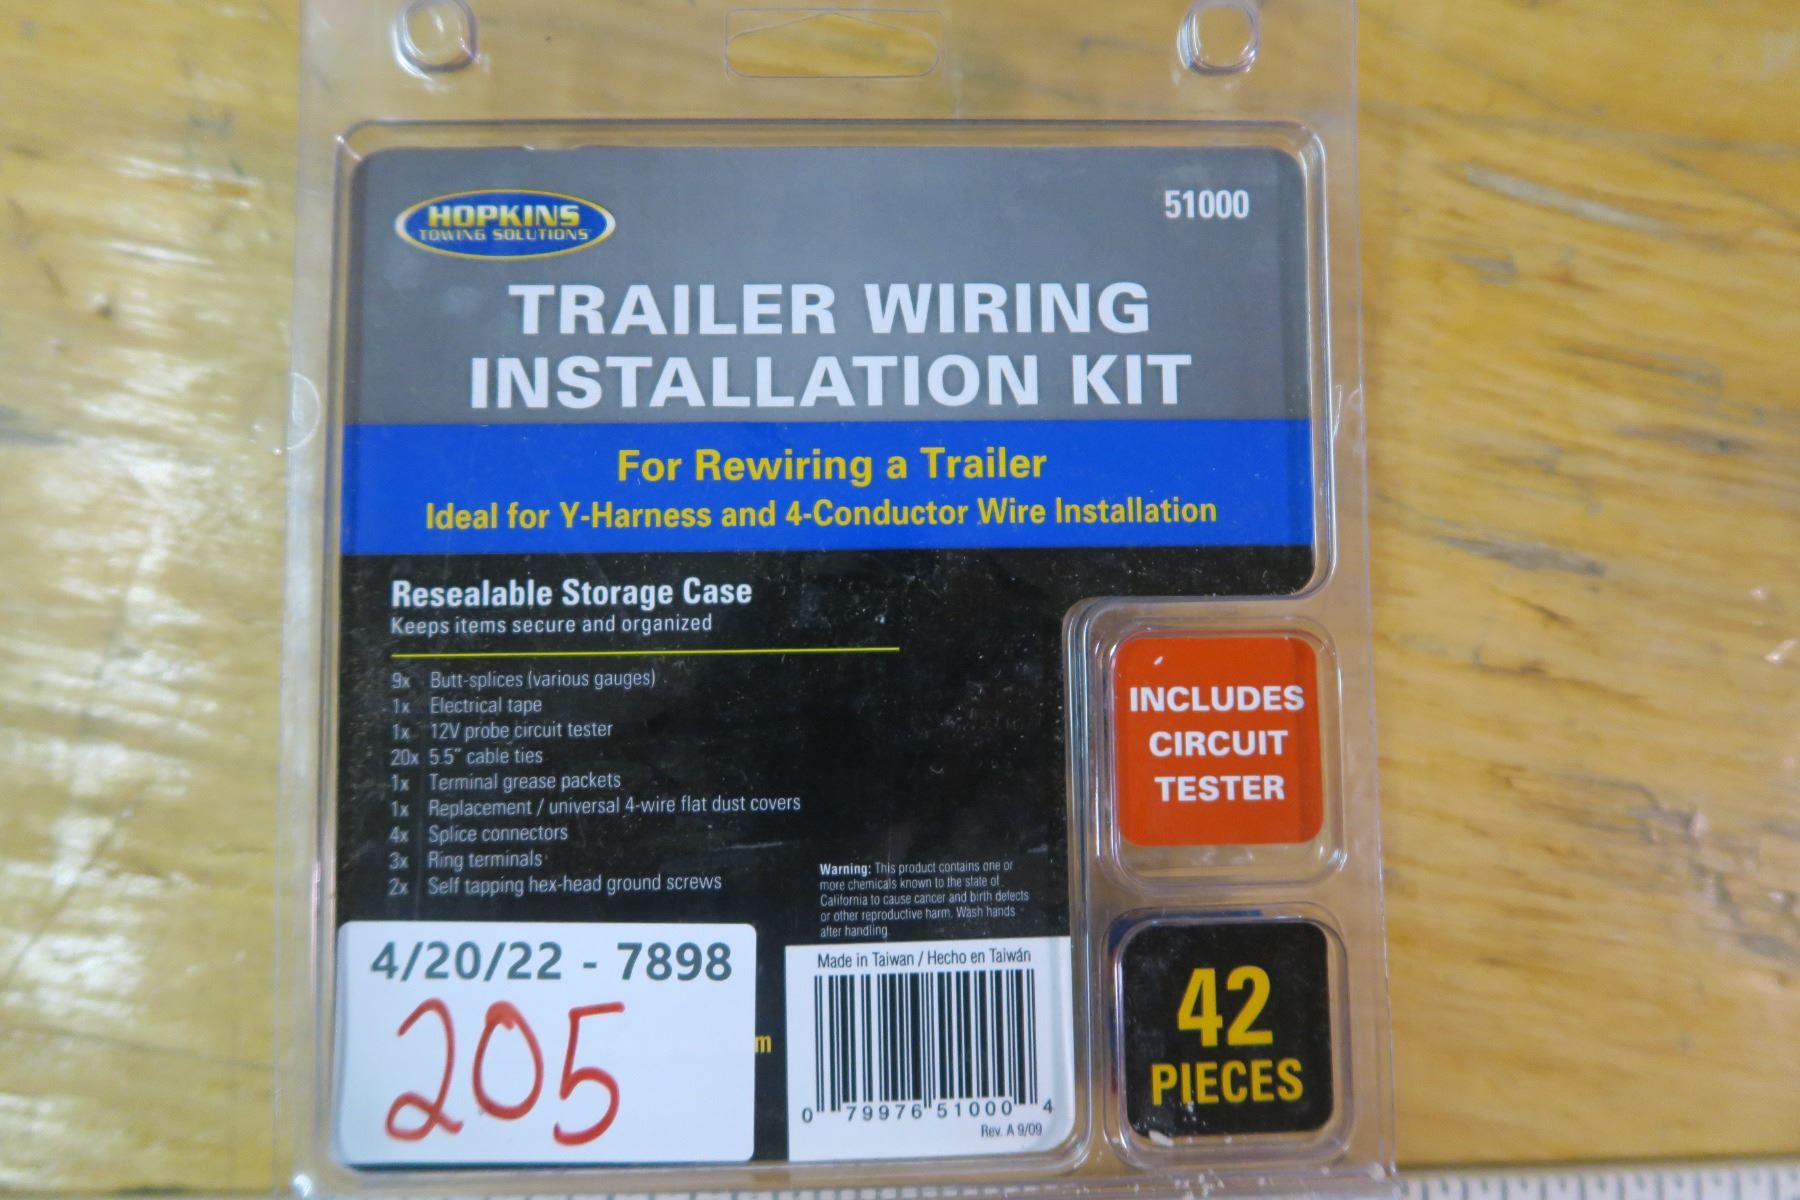 HOPKINS
TOWING SOLUTIONS
51000
TRAILER WIRING
INSTALLATION KIT
For Rewiring a Trailer
Ideal for Y-Harness and 4-Conductor Wire Installation
Resealable Storage Case
Keeps items secure and organized
9x Butt-splices (various gauges)
1x Electrical tape
1x 12V probe circuit tester
20x 5.5" cable ties
1x Terminal grease packets
1x Replacement / universal 4-wire flat dust covers
4x Splice connectors
3x Ring terminals
2x Self tapping hex-head ground screws
INCLUDES
CIRCUIT
TESTER
Warning: This product contains one or
more chemicals known to the state of
California to cause cancer and birth defects
or other reproductive harm. Wash hands
after handling
4/20/22 - 7898
205
m
Made in Taiwan / Hecho en Taiwán
0 79976 51000 4
Rev. A 9/09
42
PIECES